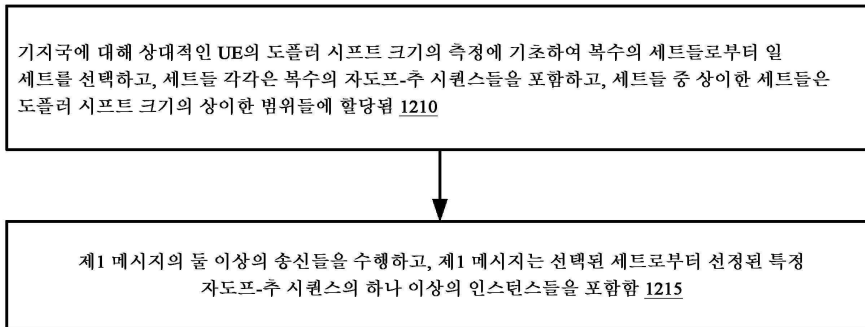 기지국에 대해 상대적인 UE의 도플러 시프트 크기의 측정에 기초하여 복수의 세트들로부터 일
세트를 선택하고, 세트들 각각은 복수의 자도프-추 시퀀스들을 포함하고, 세트들 중 상이한 세트들은
도플러 시프트 크기의 상이한 범위들에 할당됨 1210
제1 메시지의 둘 이상의 송신들을 수행하고, 제1 메시지는 선택된 세트로부터 선정된 특정
자도프-추 시퀀스의 하나 이상의 인스턴스들을 포함함 1215